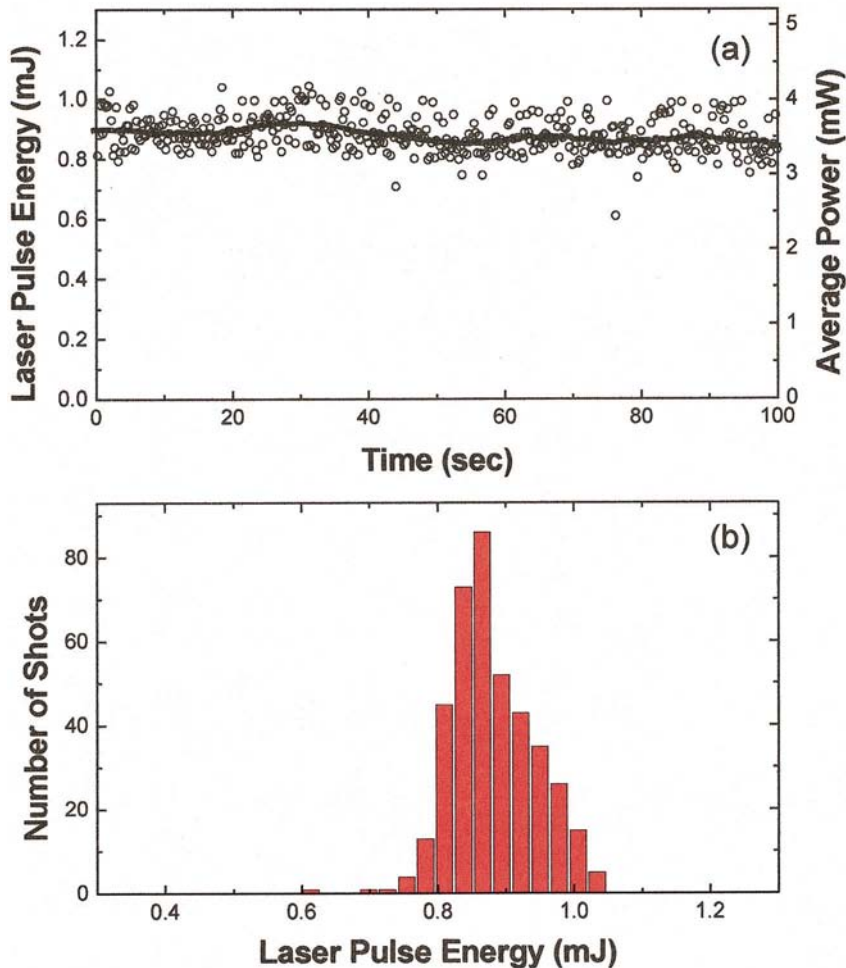 (a)
Laser Pulse Energy (mJ)
1.2
1.0
0.8
0.6
0.4
0.2
0.0
5
4
3
2
1
0
Average Power (mW)
0 20 40 60 80 100
Time (sec)
(b)
Number of Shots
80
60
40
20
0
0.4 0.6 0.8 1.0 1.2
Laser Pulse Energy (mJ)